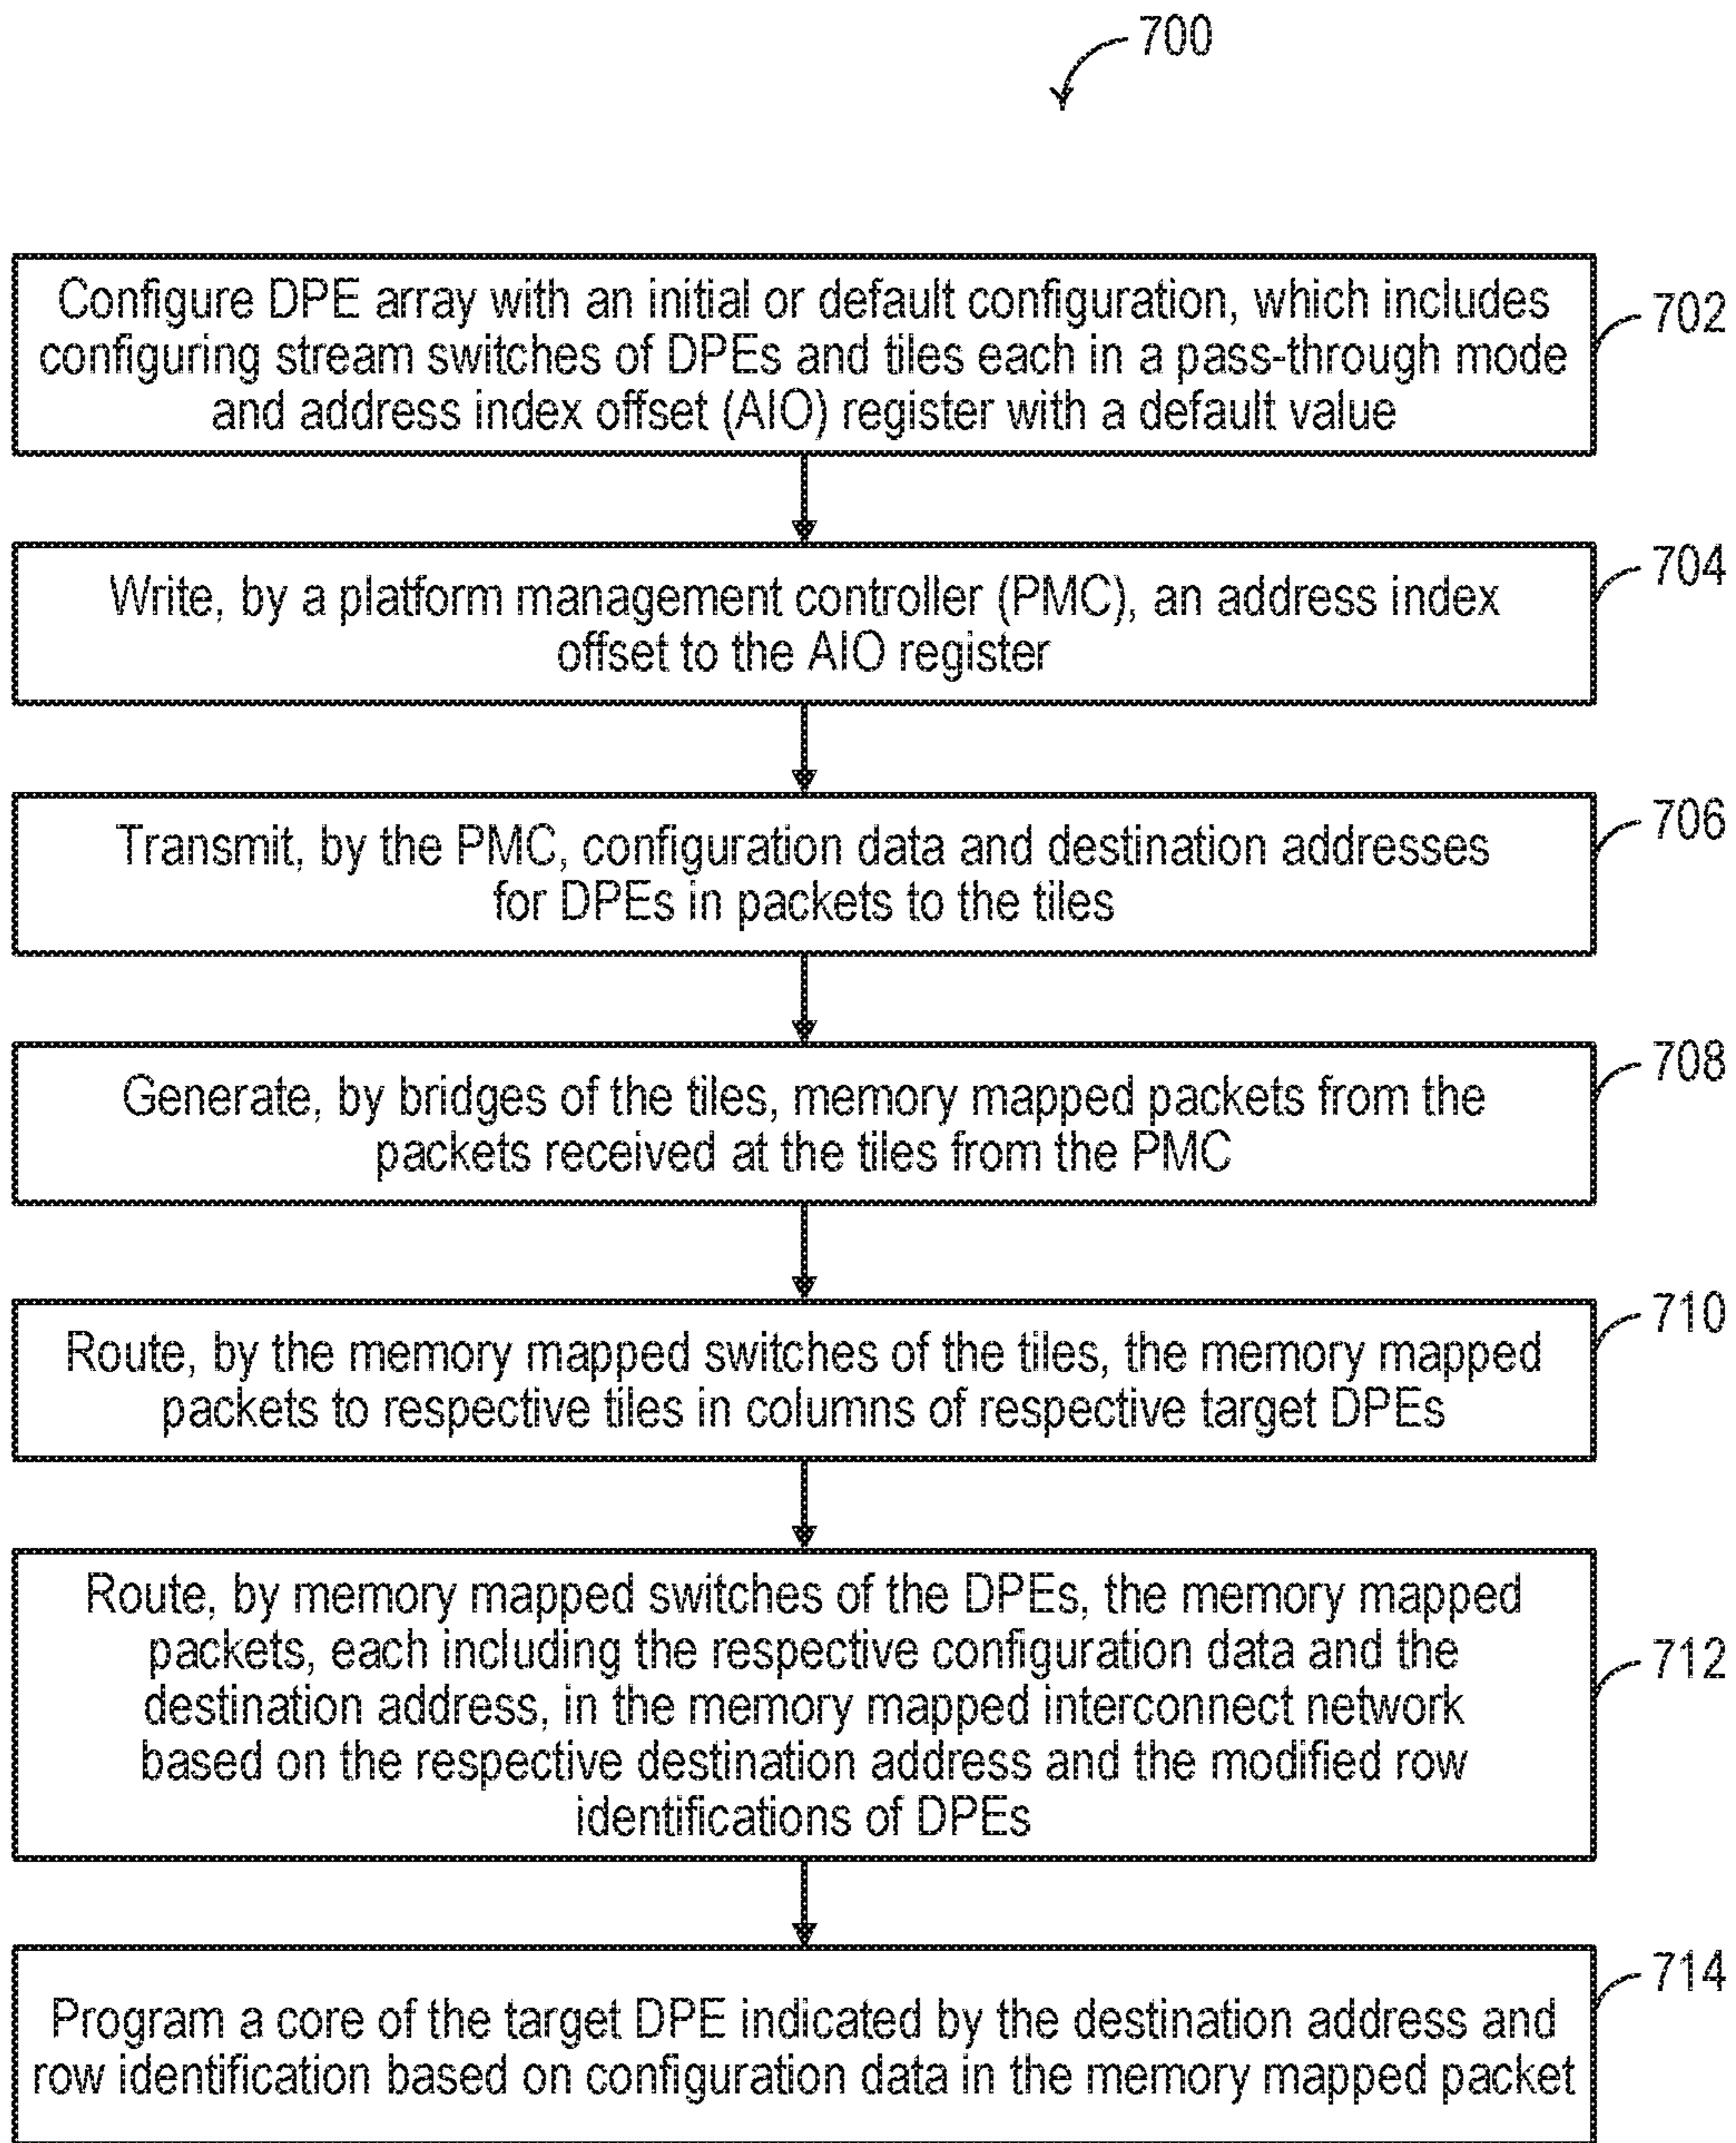 700
Configure DPE array with an initial or default configuration, which includes
configuring stream switches of DPEs and tiles each in a pass-through mode
and address index offset (AIO) register with a default value
702
Write, by a platform management controller (PMC), an address index
offset to the AIO register
704
Transmit, by the PMC, configuration data and destination addresses
for DPEs in packets to the tiles
706
Generate, by bridges of the tiles, memory mapped packets from the
packets received at the tiles from the PMC
708
Route, by the memory mapped switches of the tiles, the memory mapped
packets to respective tiles in columns of respective target DPEs
710
Route, by memory mapped switches of the DPEs, the memory mapped
packets, each including the respective configuration data and the
destination address, in the memory mapped interconnect network
based on the respective destination address and the modified row
identifications of DPEs
712
Program a core of the target DPE indicated by the destination address and
row identification based on configuration data in the memory mapped packet
714